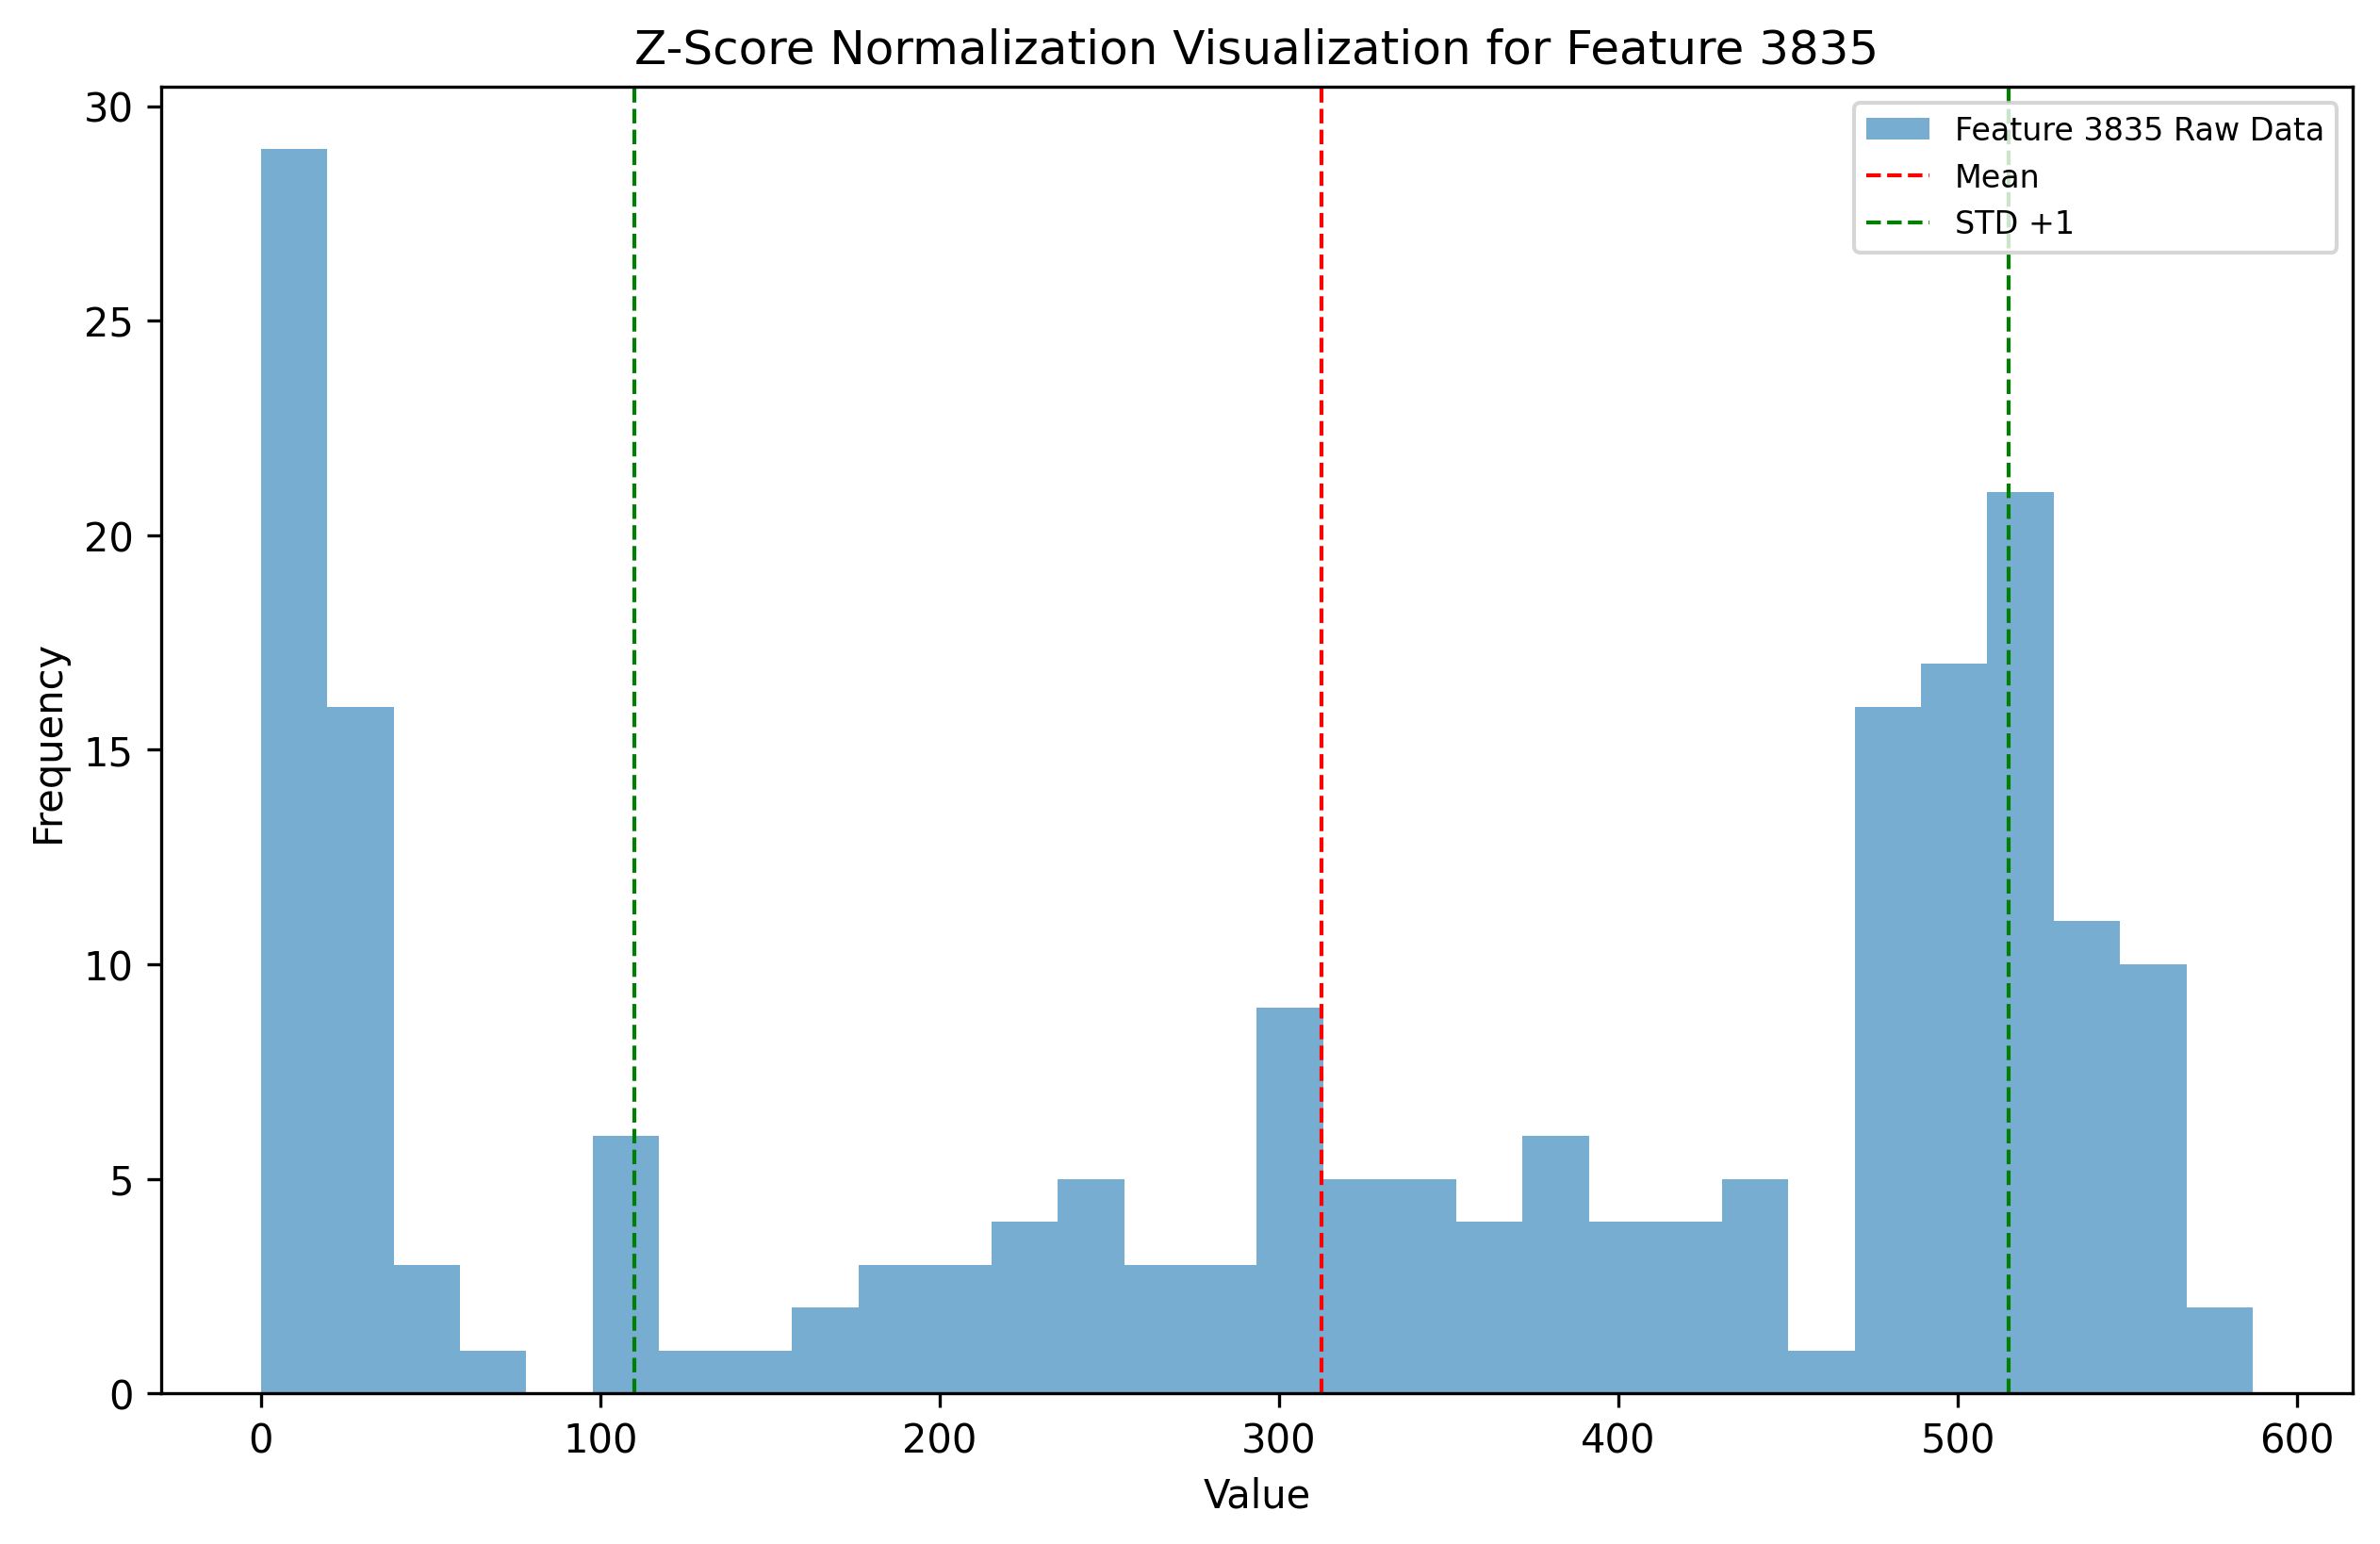 Z-Score Normalization Visualization for Feature 3835
Feature 3835 Raw Data
Mean
STD +1
Frequency
30
25
20
15
10
5
0
0 100 200 300 400 500 600
Value